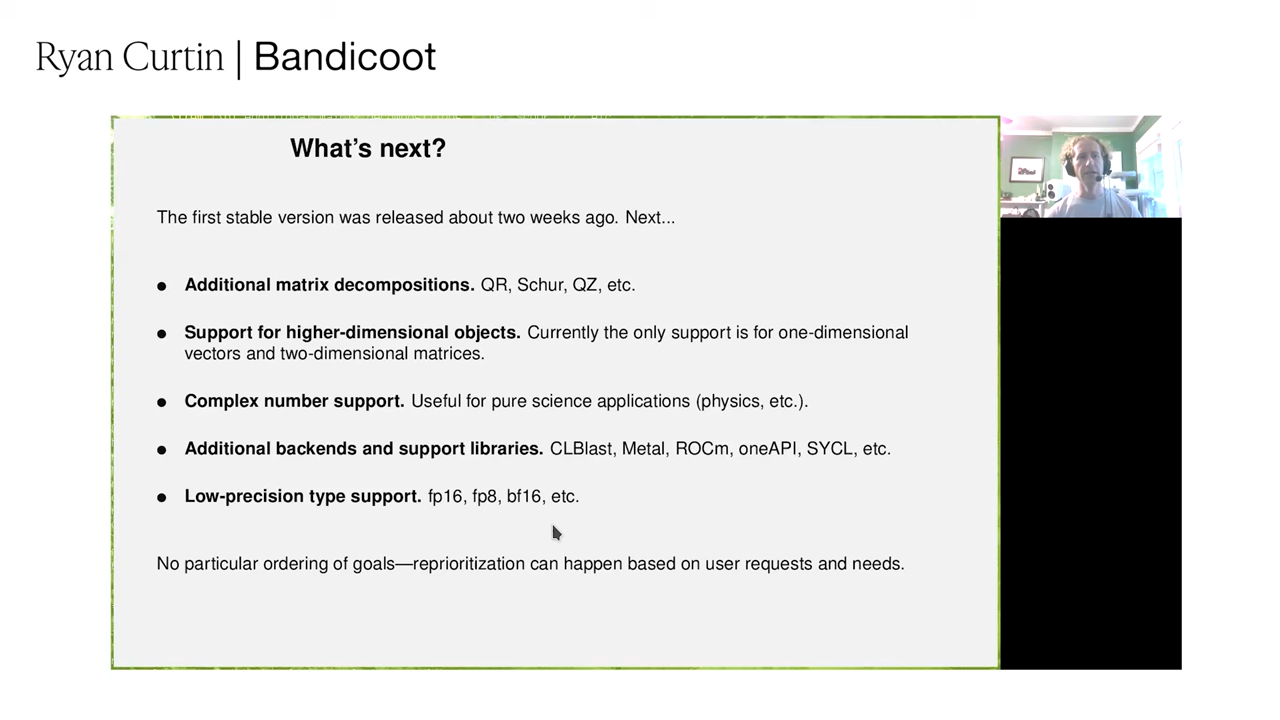 Ryan Curtin | Bandicoot
What's next?
The first stable version was released about two weeks ago. Next...
● Additional matrix decompositions. QR, Schur, QZ, etc.
● Support for higher-dimensional objects. Currently the only support is for one-dimensional
vectors and two-dimensional matrices.
● Complex number support. Useful for pure science applications (physics, etc.).
● Additional backends and support libraries. CLBlast, Metal, ROCm, oneAPI, SYCL, etc.
● Low-precision type support. fp16, fp8, bf16, etc.
No particular ordering of goals—reprioritization can happen based on user requests and needs.